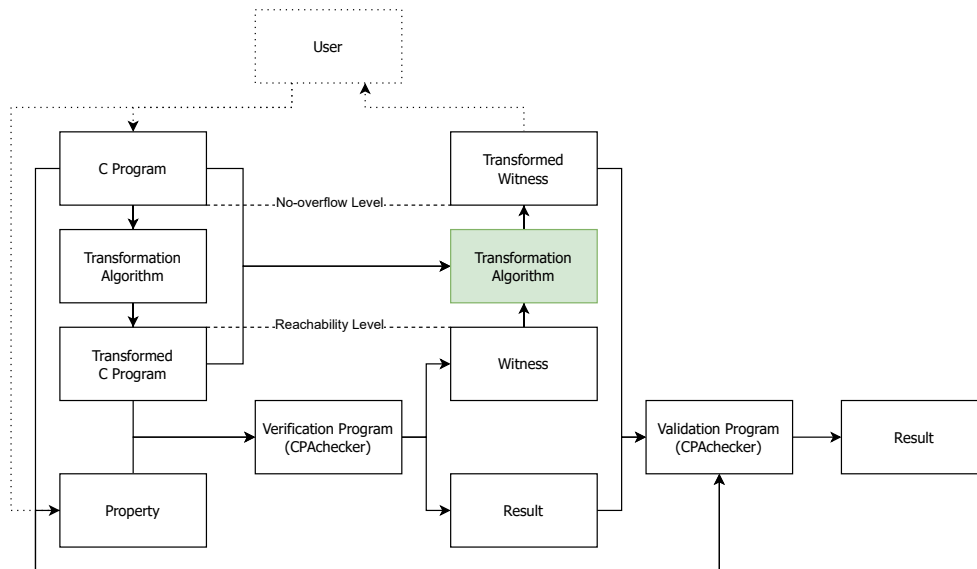 User
C Program
Transformed
Witness
No-overflow Level
Transformation
Algorithm
Transformation
Algorithm
Reachability Level
Transformed
C Program
Witness
Verification Program
(CPAchecker)
Validation Program
(CPAchecker)
Result
Property
Result